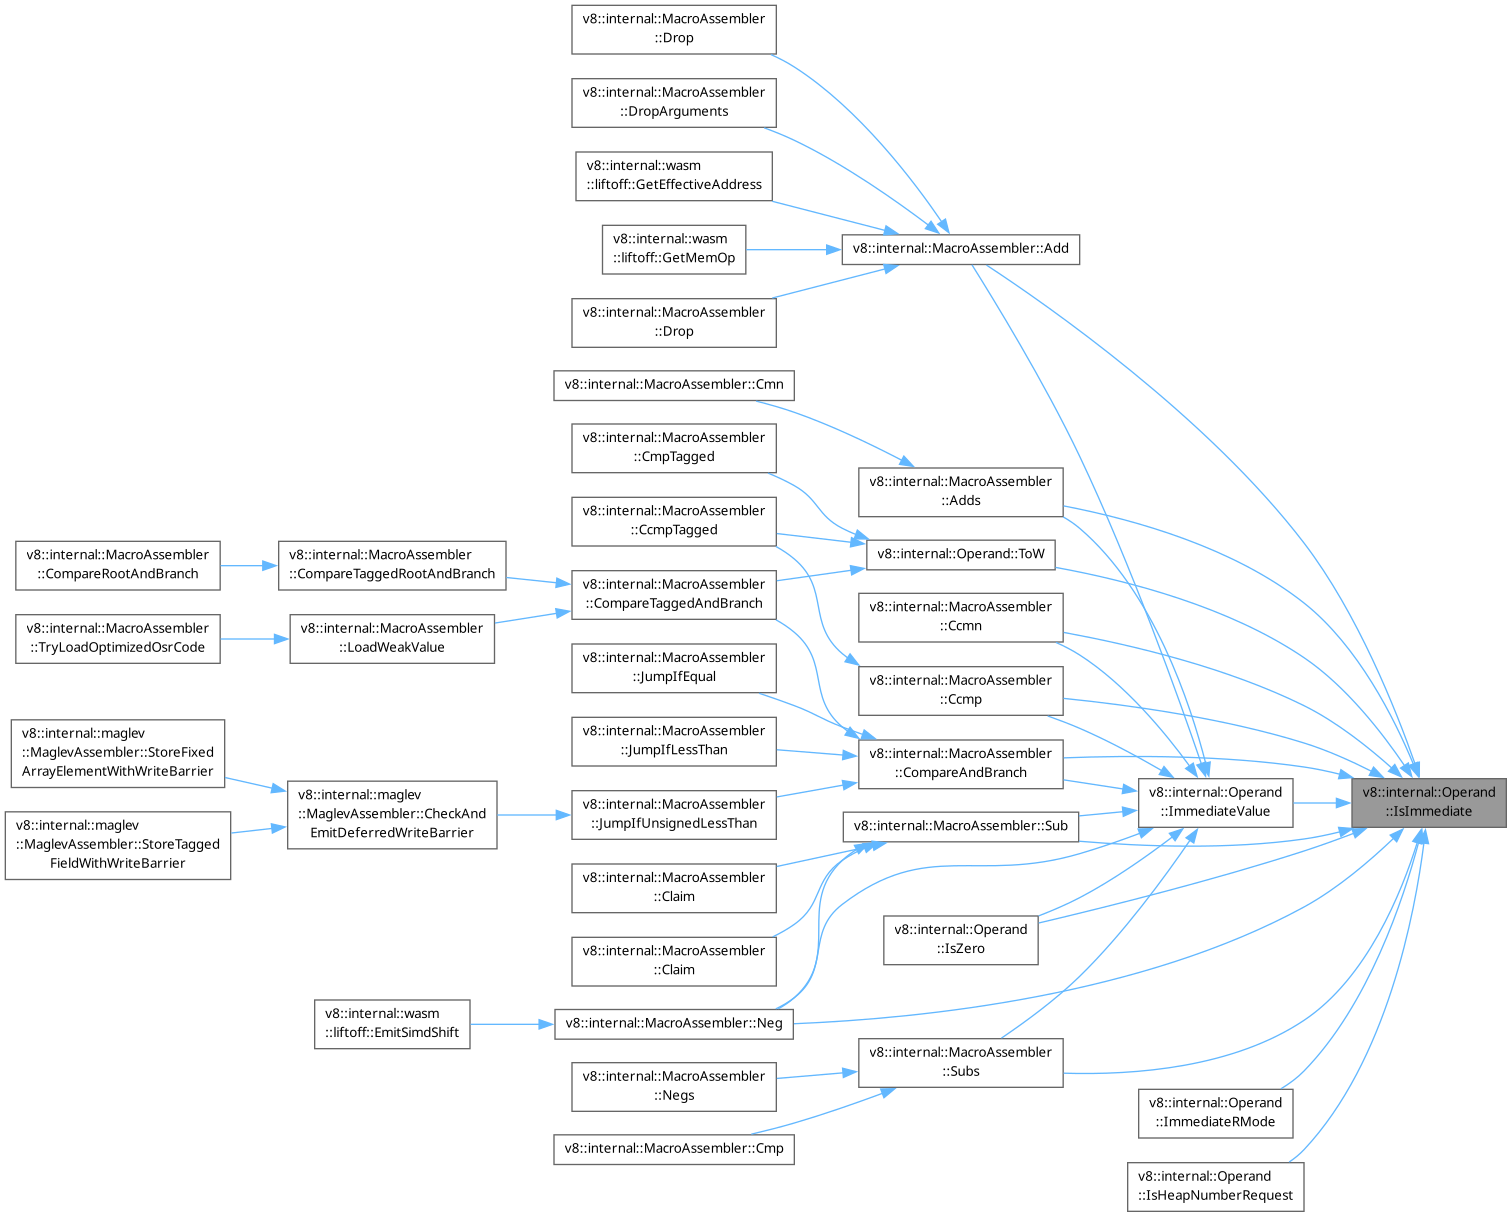 v8::internal::MacroAssembler
::Drop
v8::internal::MacroAssembler
::DropArguments
v8::internal::wasm
::liftoff::GetEffectiveAddress
v8::internal::wasm
::liftoff::GetMemOp
v8::internal::MacroAssembler::Add
v8::internal::MacroAssembler
::Drop
v8::internal::MacroAssembler::Cmn
v8::internal::MacroAssembler
::CmpTagged
v8::internal::MacroAssembler
::Adds
v8::internal::MacroAssembler
::CcmpTagged
v8::internal::MacroAssembler
::CompareRootAndBranch
v8::internal::MacroAssembler
::CompareTaggedRootAndBranch
v8::internal::Operand::ToW
v8::internal::MacroAssembler
::CompareTaggedAndBranch
v8::internal::MacroAssembler
::Ccmn
v8::internal::MacroAssembler
::TryLoadOptimizedOsrCode
v8::internal::MacroAssembler
::LoadWeakValue
v8::internal::MacroAssembler
::JumpIfEqual
v8::internal::MacroAssembler
::Ccmp
v8::internal::maglev
::MaglevAssembler::StoreFixed
ArrayElementWithWriteBarrier
v8::internal::MacroAssembler
::JumpIfLessThan
v8::internal::MacroAssembler
::CompareAndBranch
v8::internal::maglev
::MaglevAssembler::CheckAnd
EmitDeferredWriteBarrier
v8::internal::MacroAssembler
::JumpIfUnsignedLessThan
v8::internal::Operand
::ImmediateValue
v8::internal::Operand
::IsImmediate
v8::internal::maglev
::MaglevAssembler::StoreTagged
FieldWithWriteBarrier
v8::internal::MacroAssembler::Sub
v8::internal::MacroAssembler
::Claim
v8::internal::Operand
::IsZero
v8::internal::MacroAssembler
::Claim
v8::internal::wasm
::liftoff::EmitSimdShift
v8::internal::MacroAssembler::Neg
v8::internal::MacroAssembler
::Subs
v8::internal::MacroAssembler
::Negs
v8::internal::Operand
::ImmediateRMode
v8::internal::MacroAssembler::Cmp
v8::internal::Operand
::IsHeapNumberRequest